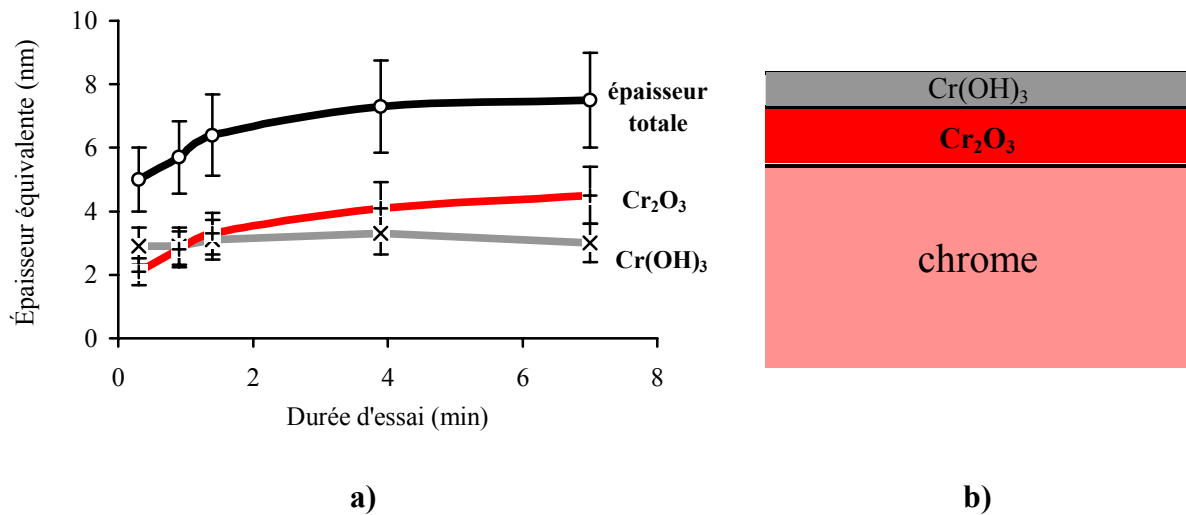 10
8
6
4
2
0
Épaisseur équivalente (nm)
0 2 4 6 8
Durée d'essai (min)
épaisseur
totale
Cr₂O₃
Cr(OH)₃
a)
Cr(OH)₃
Cr₂O₃
chrome
b)